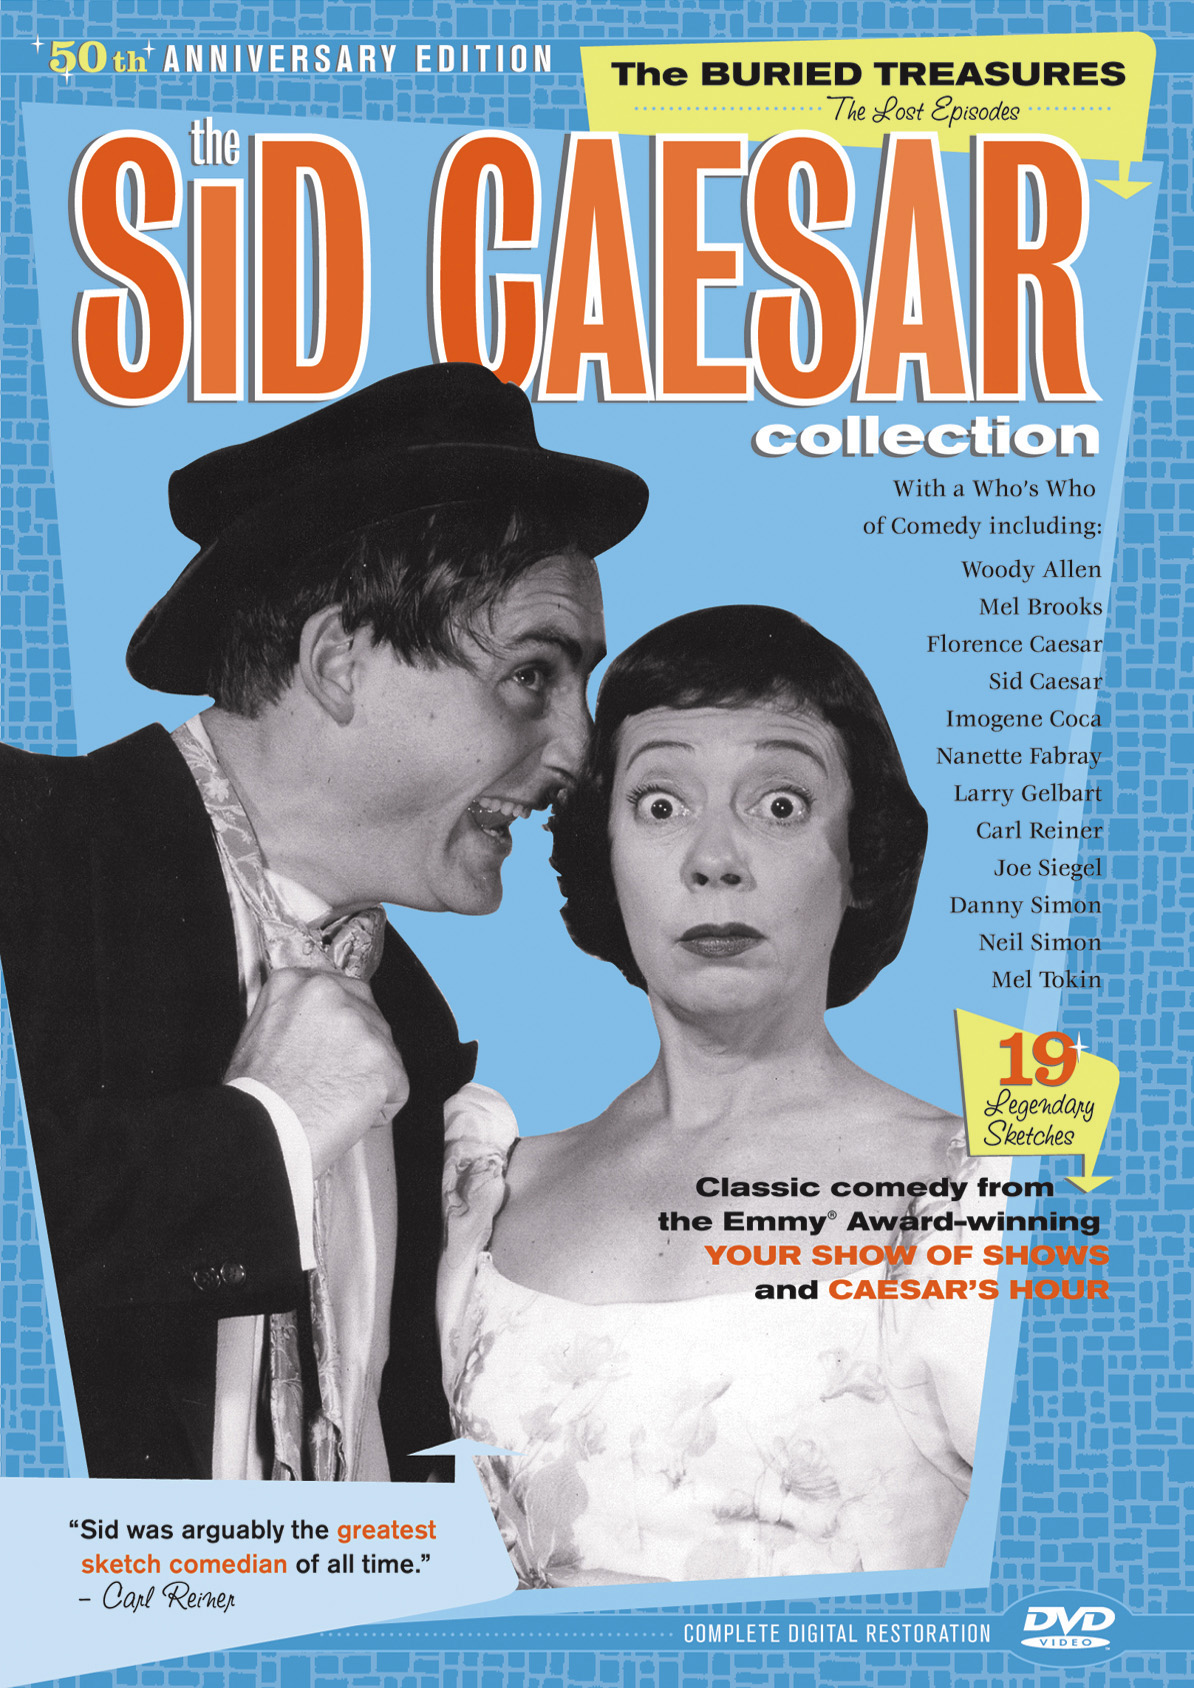 50th ANNIVERSARY EDITION
The BURIED TREASURES
The Lost Episodes
the
SiD CAESAR
collection
With a Who's Who
of Comedy including:
Woody Allen
Mel Brooks
Florence Caesar
Sid Caesar
Imogene Coca
Nanette Fabray
Larry Gelbart
Carl Reiner
Joe Siegel
Danny Simon
Neil Simon
Mel Tokin
19
Legendary
Sketches
Classic comedy from
the Emmy® Award-winning
YOUR SHOW OF SHOWS
and CAESAR'S HOUR
“Sid was arguably the greatest
sketch comedian of all time.”
– Carl Reiner
COMPLETE DIGITAL RESTORATION
DVD
VIDEO